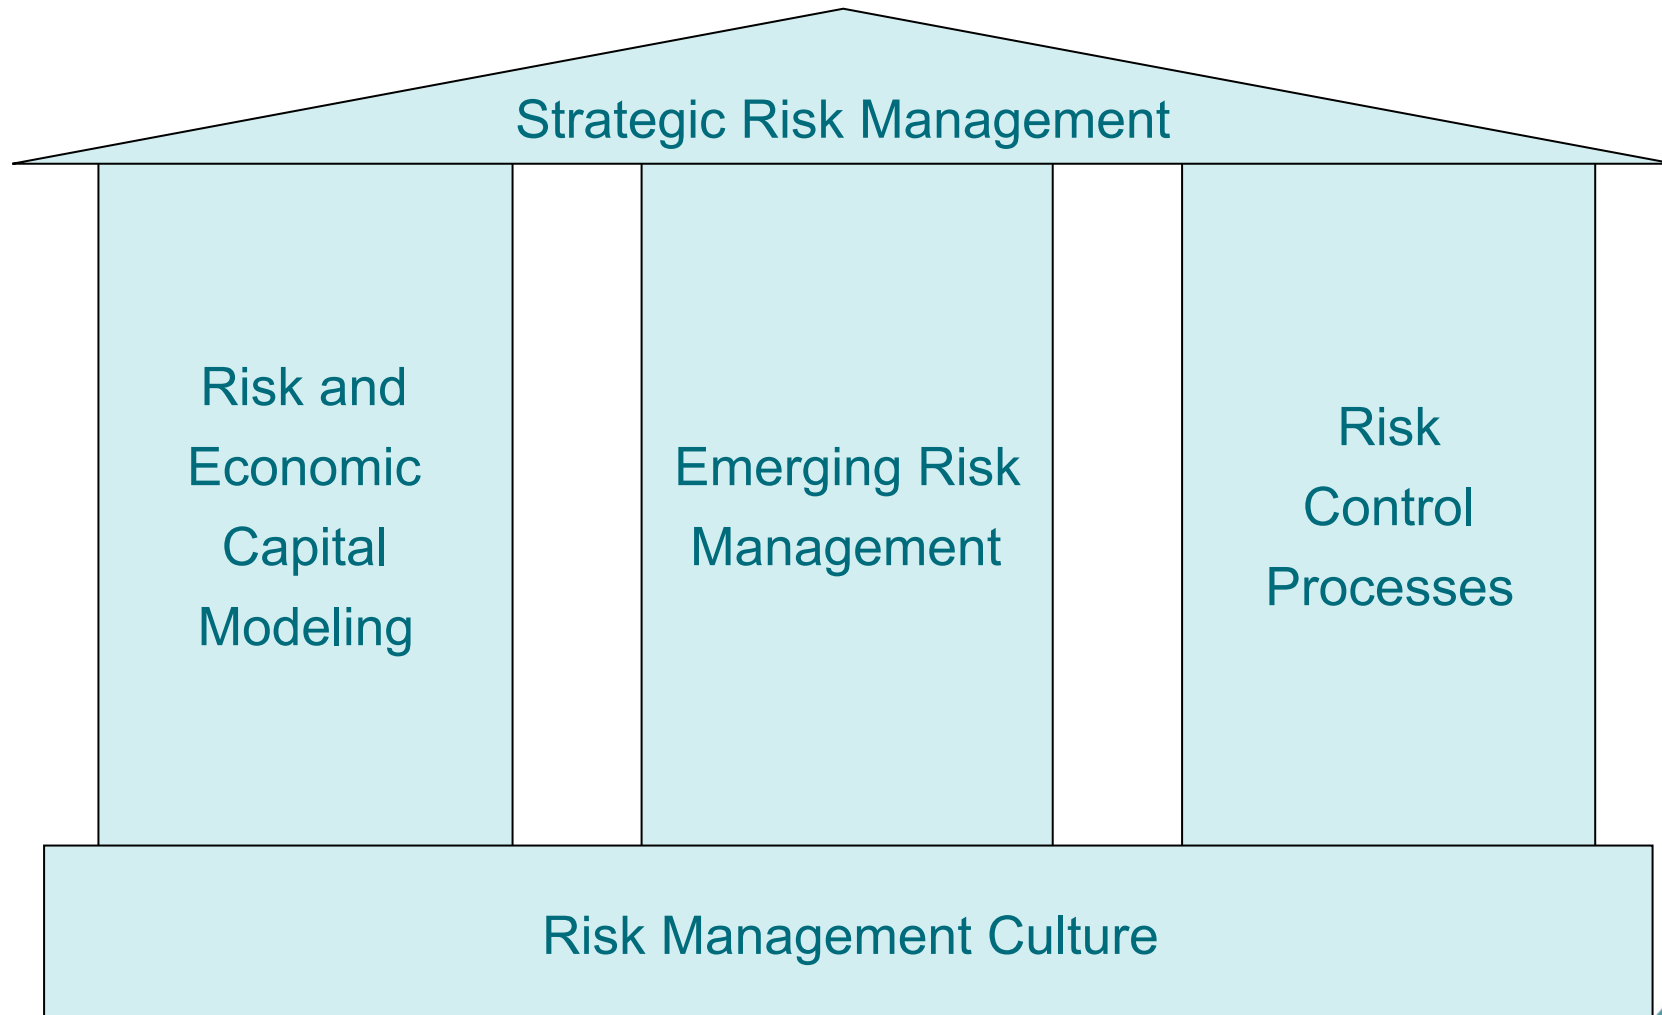 Strategic Risk Management
Risk and
Economic
Capital
Modeling
Emerging Risk
Management
Risk
Control
Processes
Risk Management Culture